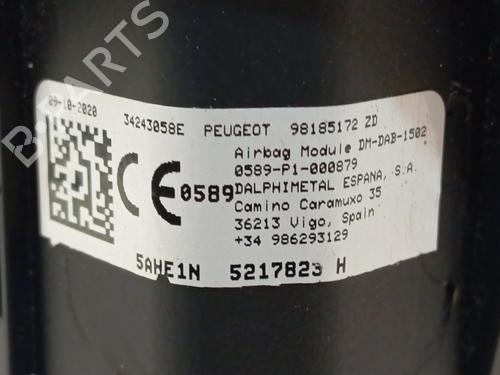 B PARTS
09-10-2020
34243058E PEUGEOT 98185172 ZD
Airbag Module DM-DAB-1502
0589-P1-000879
CE 0589
DALPHIMETAL ESPANA, S.A.
Camino Caramuxo 35
36213 Vigo, Spain
+34 986293129
5AHE1N 5217823 H